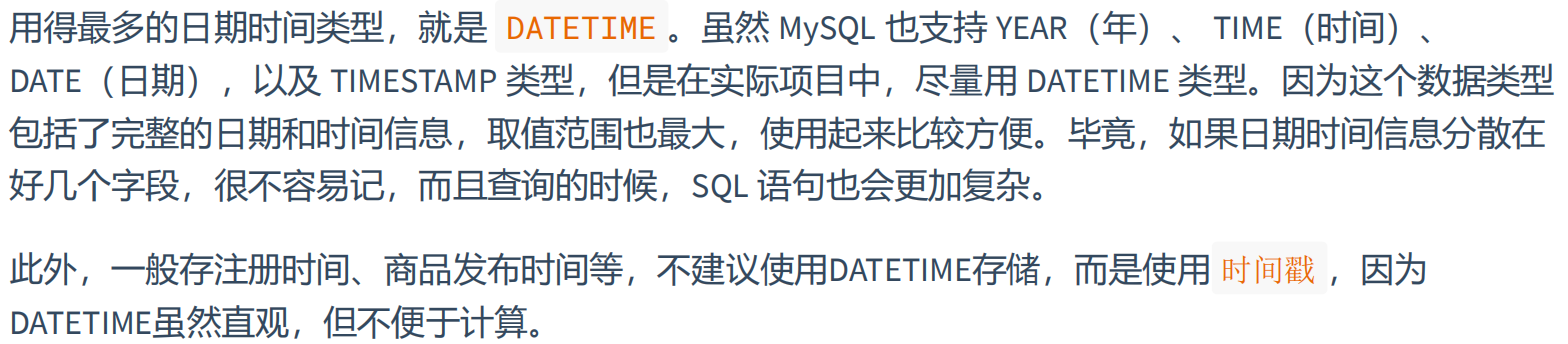 用得最多的日期时间类型，就是 DATETIME 。虽然 MySQL 也支持 YEAR（年）、 TIME（时间）、
DATE（日期），以及 TIMESTAMP 类型，但是在实际项目中，尽量用 DATETIME 类型。因为这个数据类型
包括了完整的日期和时间信息，取值范围也最大，使用起来比较方便。毕竟，如果日期时间信息分散在
好几个字段，很不容易记，而且查询的时候，SQL 语句也会更加复杂。
此外，一般存注册时间、商品发布时间等，不建议使用DATETIME存储，而是使用 时间戳 ，因为
DATETIME虽然直观，但不便于计算。